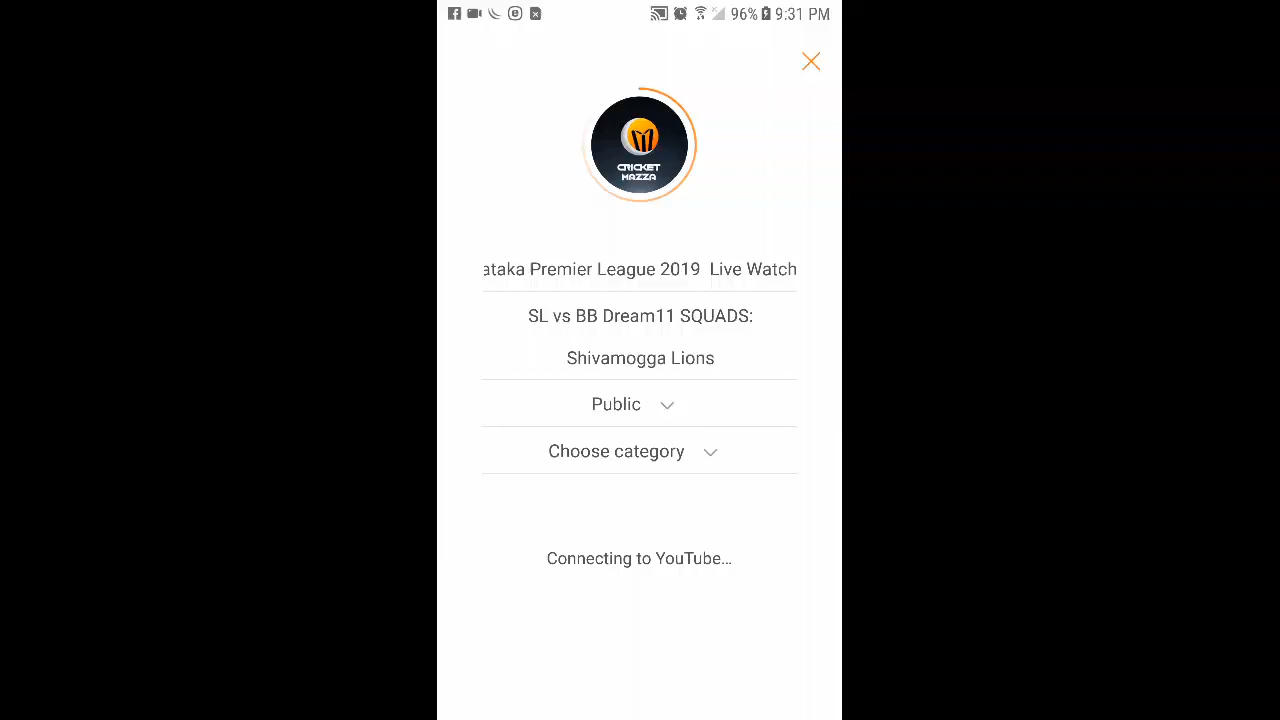 96% 9:31 PM
CRICKET
MAZZA
ataka Premier League 2019 Live Watch
SL vs BB Dream11 SQUADS:
Shivamogga Lions
Public
Choose category
Connecting to YouTube…